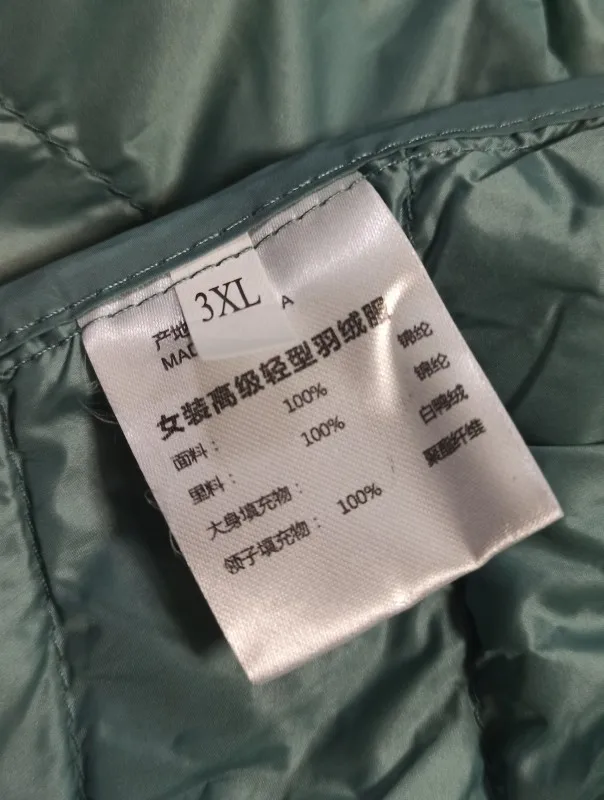 3XL
产地
MAD A
女装高级轻型羽绒服
面料： 100% 锦纶
里料： 100% 锦纶
大身填充物： 白鸭绒
领子填充物： 100% 聚酯纤维